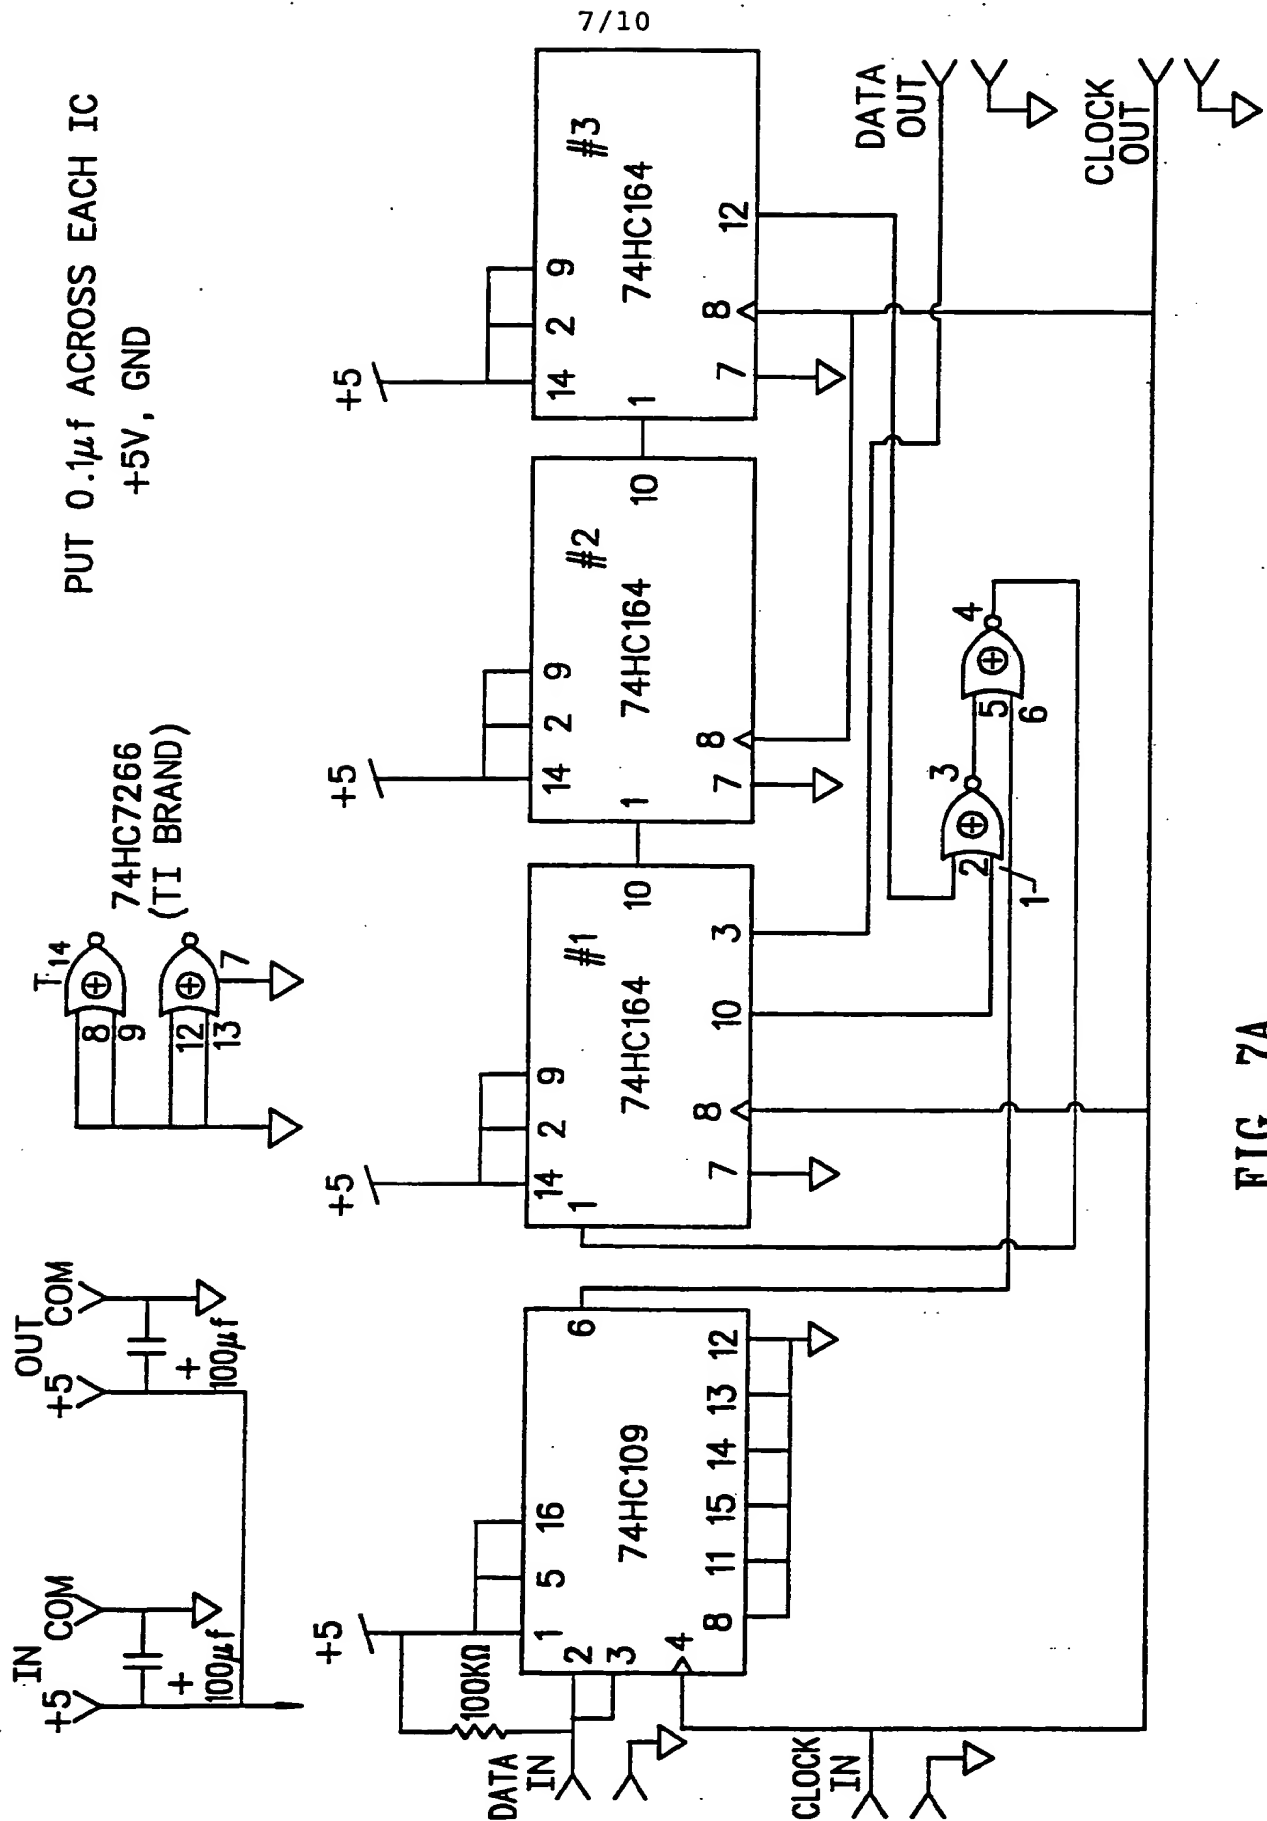 7/10
PUT 0.1μf ACROSS EACH IC
+5V, GND
IN
+5 COM
+
100μf
OUT
+5 COM
+
100μf
T 14
8
9
12
13
7
74HC7266
(TI BRAND)
+5
100KΩ
DATA
IN
CLOCK
IN
1 5 16
2
3
4
74HC109
6
8 11 15 14 13 12
+5
14 2 9
1
#1
74HC164
10
7 8 10 3
+5
14 2 9
1
#2
74HC164
10
7 8
+5
14 2 9
1
#3
74HC164
7 8 12
2
1
3
5
6
4
DATA
OUT
CLOCK
OUT
FIG. 7A